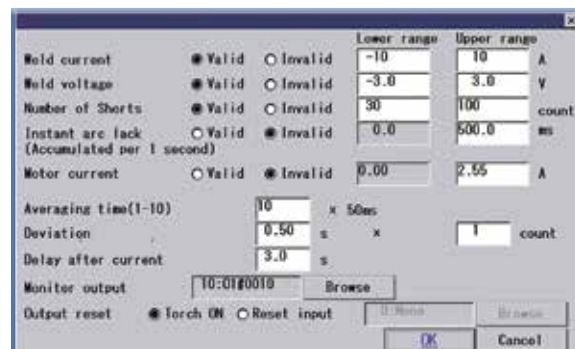 Lower range Upper range
Weld current Valid Invalid -10 10 A
Weld voltage Valid Invalid -3.0 3.0 V
Number of Shorts Valid Invalid 30 100 count
Instant arc lack Valid Invalid 0.0 500.0 ms
(Accumulated per 1 second)
Motor current Valid Invalid 0.00 2.55 A
Averaging time(1-10) 10 x 50ms
Deviation 0.50 s x 1 count
Delay after current 3.0 s
Monitor output 10:01#0010 Browse
Output reset Torch ON Reset input 0:None Browse
OK Cancel